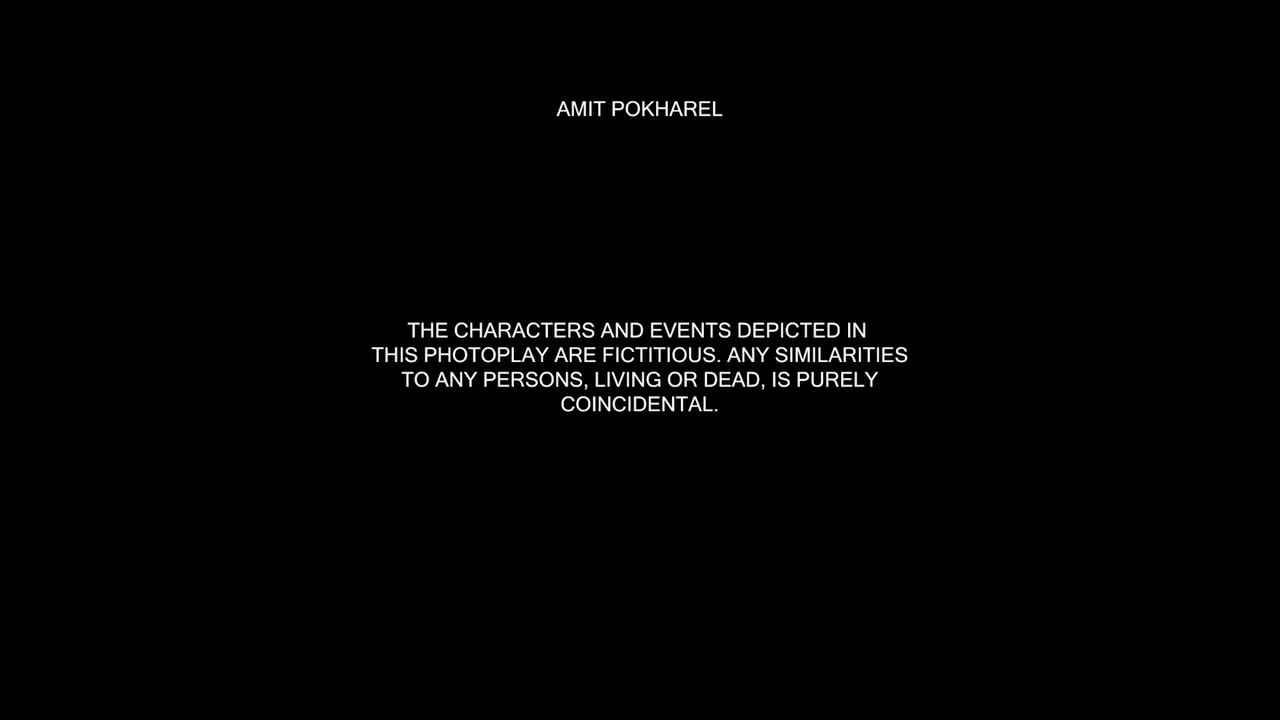 AMIT POKHAREL
THE CHARACTERS AND EVENTS DEPICTED IN
THIS PHOTOPLAY ARE FICTITIOUS. ANY SIMILARITIES
TO ANY PERSONS, LIVING OR DEAD, IS PURELY
COINCIDENTAL.